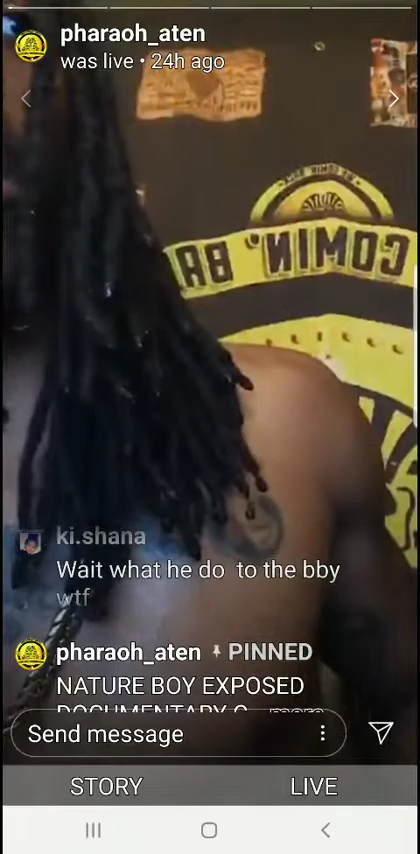 pharaoh_aten
was live • 24h ago
COMIN', BA
ki.shana
Wait what he do to the bby
wtf
pharaoh_aten PINNED
NATURE BOY EXPOSED
DOCUMENTARY
Send message
STORY LIVE